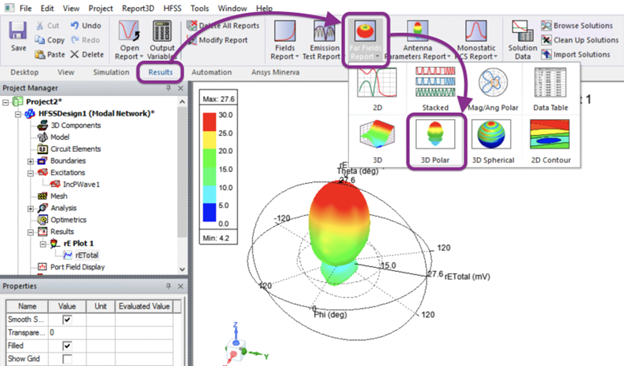 Edit View Project Report3D HFSS Tools Window Help
Save
Cut
Copy
Paste
Undo
Redo
Delete
Open Report
Output Variables
Delete All Reports
Modify Report
Fields Report
Emission Test Report
Far Fields Report
Antenna Parameters Report
Monostatic RCS Report
Solution Data
Browse Solutions
Clean Up Solutions
Import Solutions
Desktop View Simulation Results Automation Ansys Minerva
2D Stacked Mag/Ang Polar Data Table
3D 3D Polar 3D Spherical 2D Contour
Project Manager
Project2*
HFSSDesign1 (Modal Network)*
3D Components
Model
Circuit Elements
Boundaries
Excitations
IncPWave1
Mesh
Analysis
Optimetrics
Results
rE Plot 1
rETotal
Port Field Display
Properties
Name Value Unit Evaluated Value
Smooth S...
Transpare... 0
Filled
Show Grid
Max: 27.6
30.0
25.0
20.0
15.0
10.0
5.0
0.0
Min: 4.2
1
rE
Theta (deg)
27.6
-120
120
15.0
27.6 rETotal (mV)
120
0
120
Phi (deg)
Z
Y
X